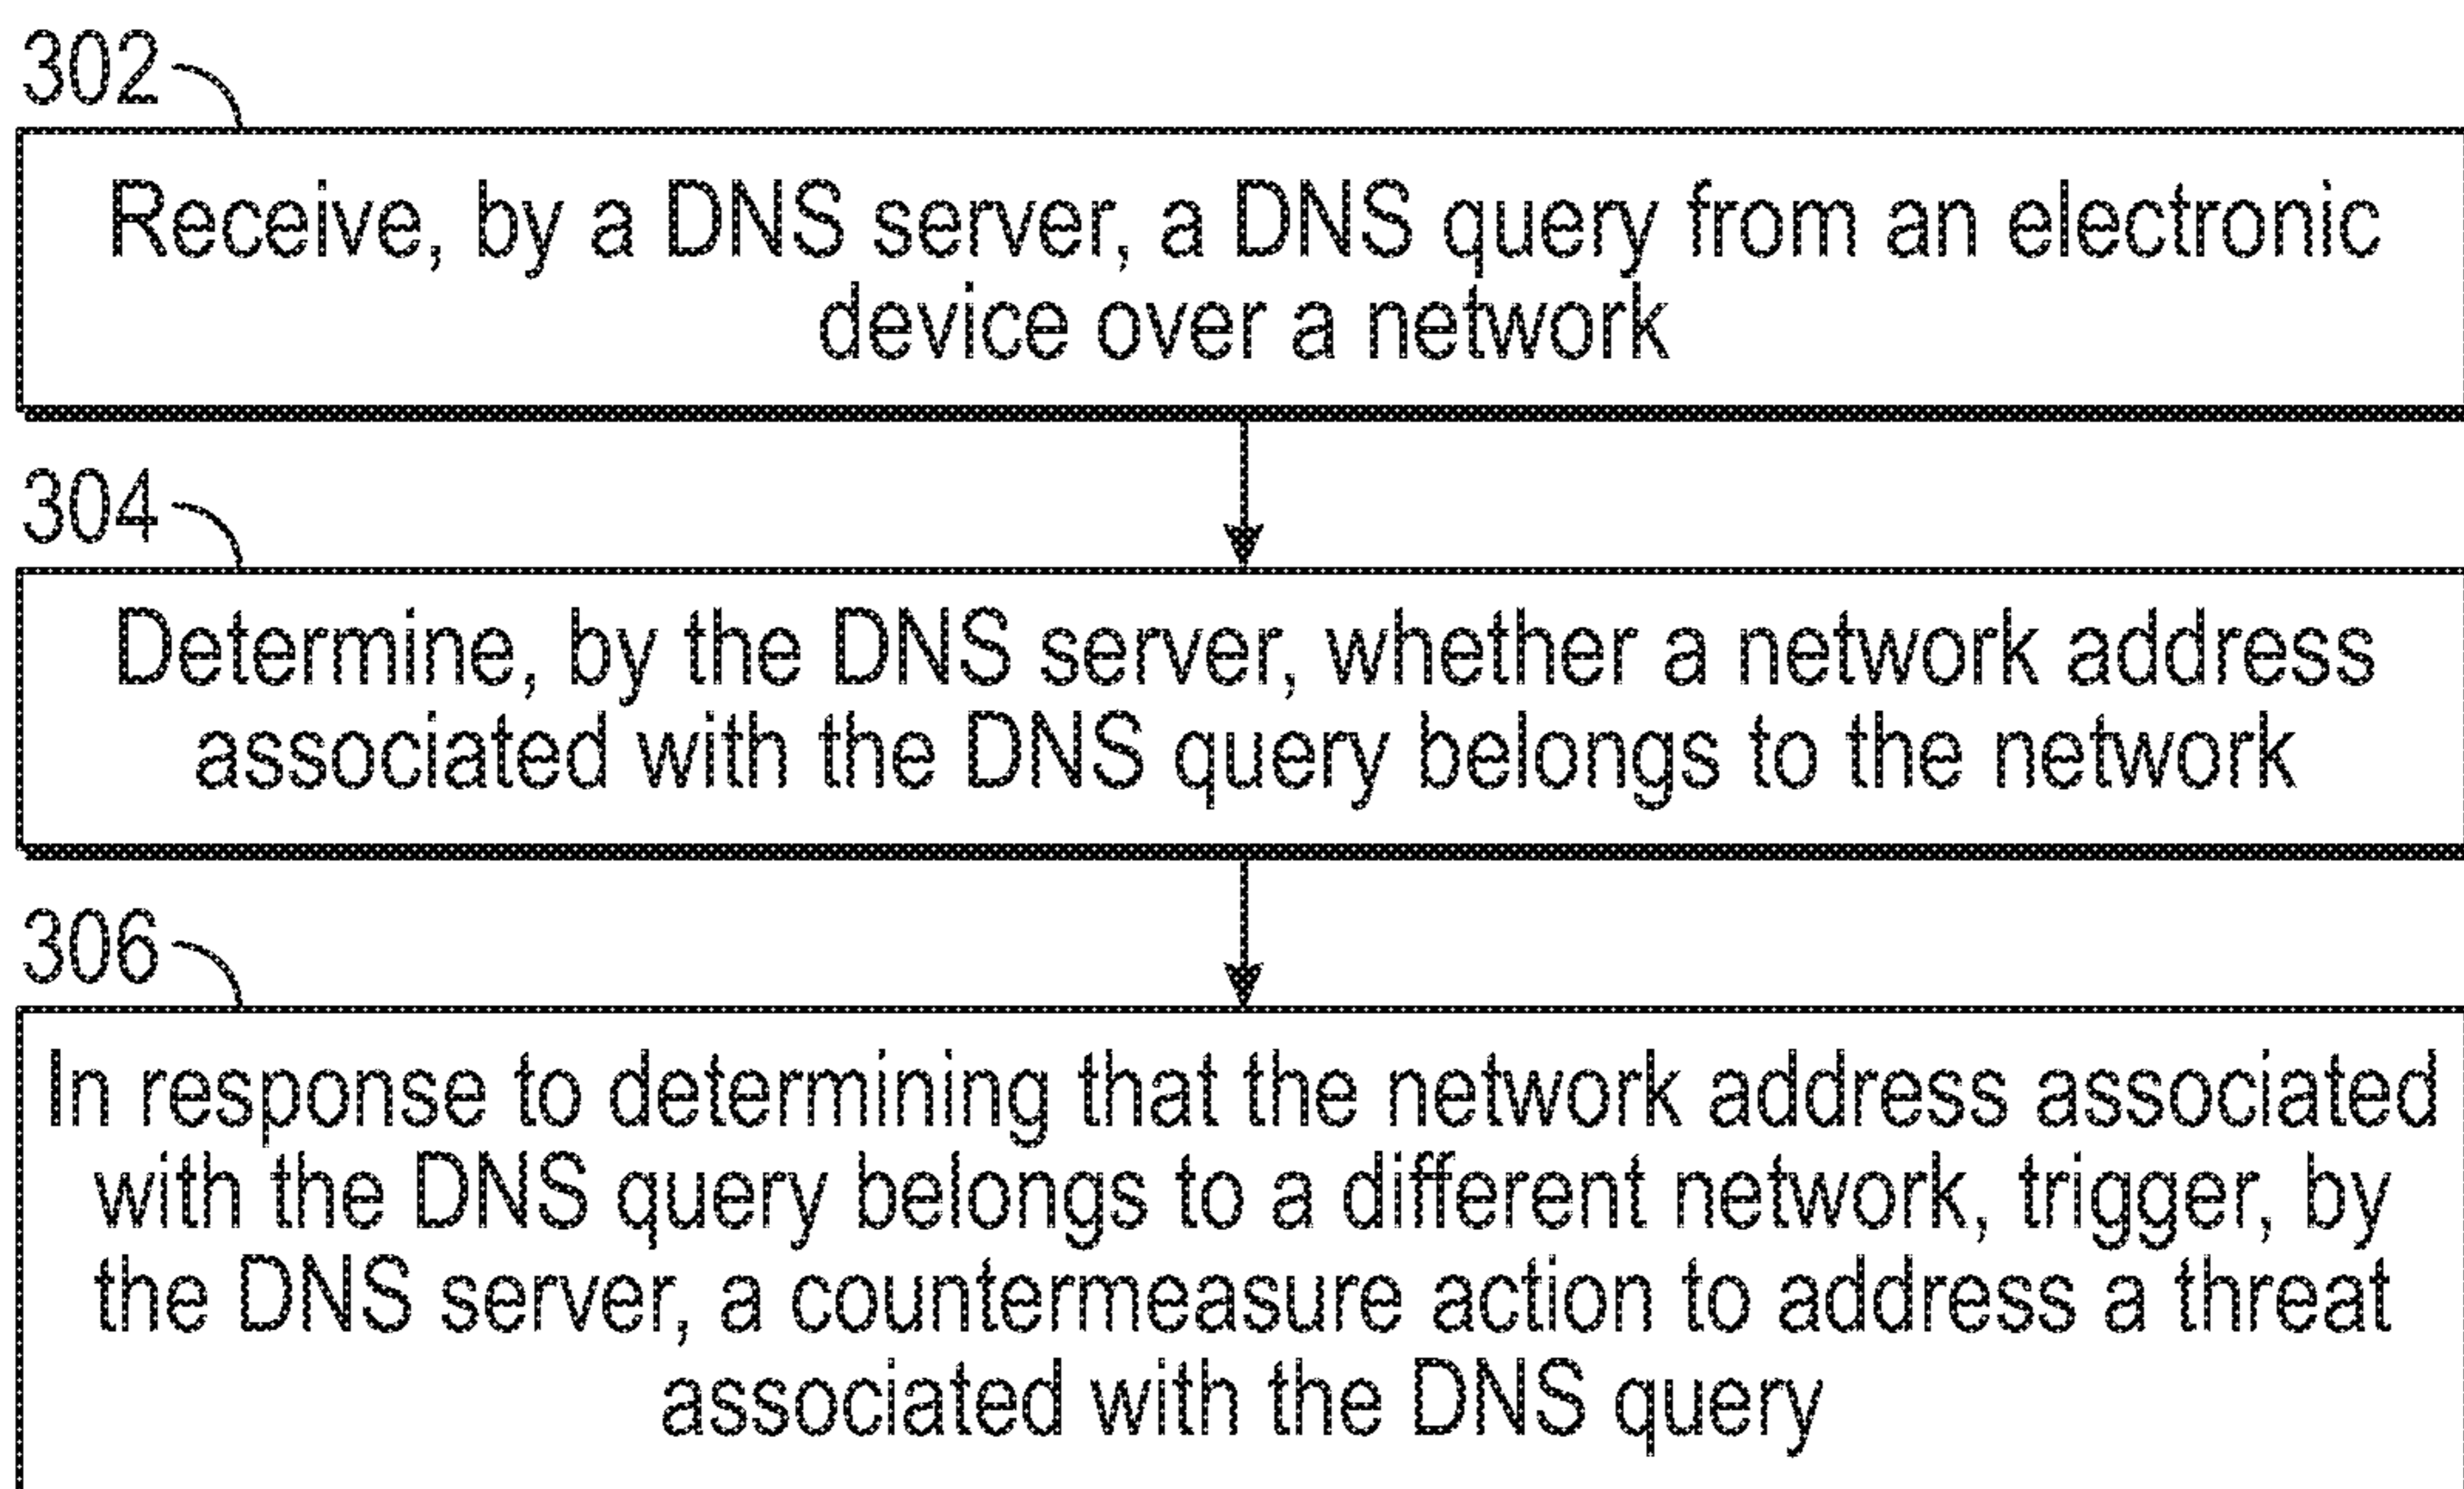 302
Receive, by a DNS server, a DNS query from an electronic
device over a network
304
Determine, by the DNS server, whether a network address
associated with the DNS query belongs to the network
306
In response to determining that the network address associated
with the DNS query belongs to a different network, trigger, by
the DNS server, a countermeasure action to address a threat
associated with the DNS query